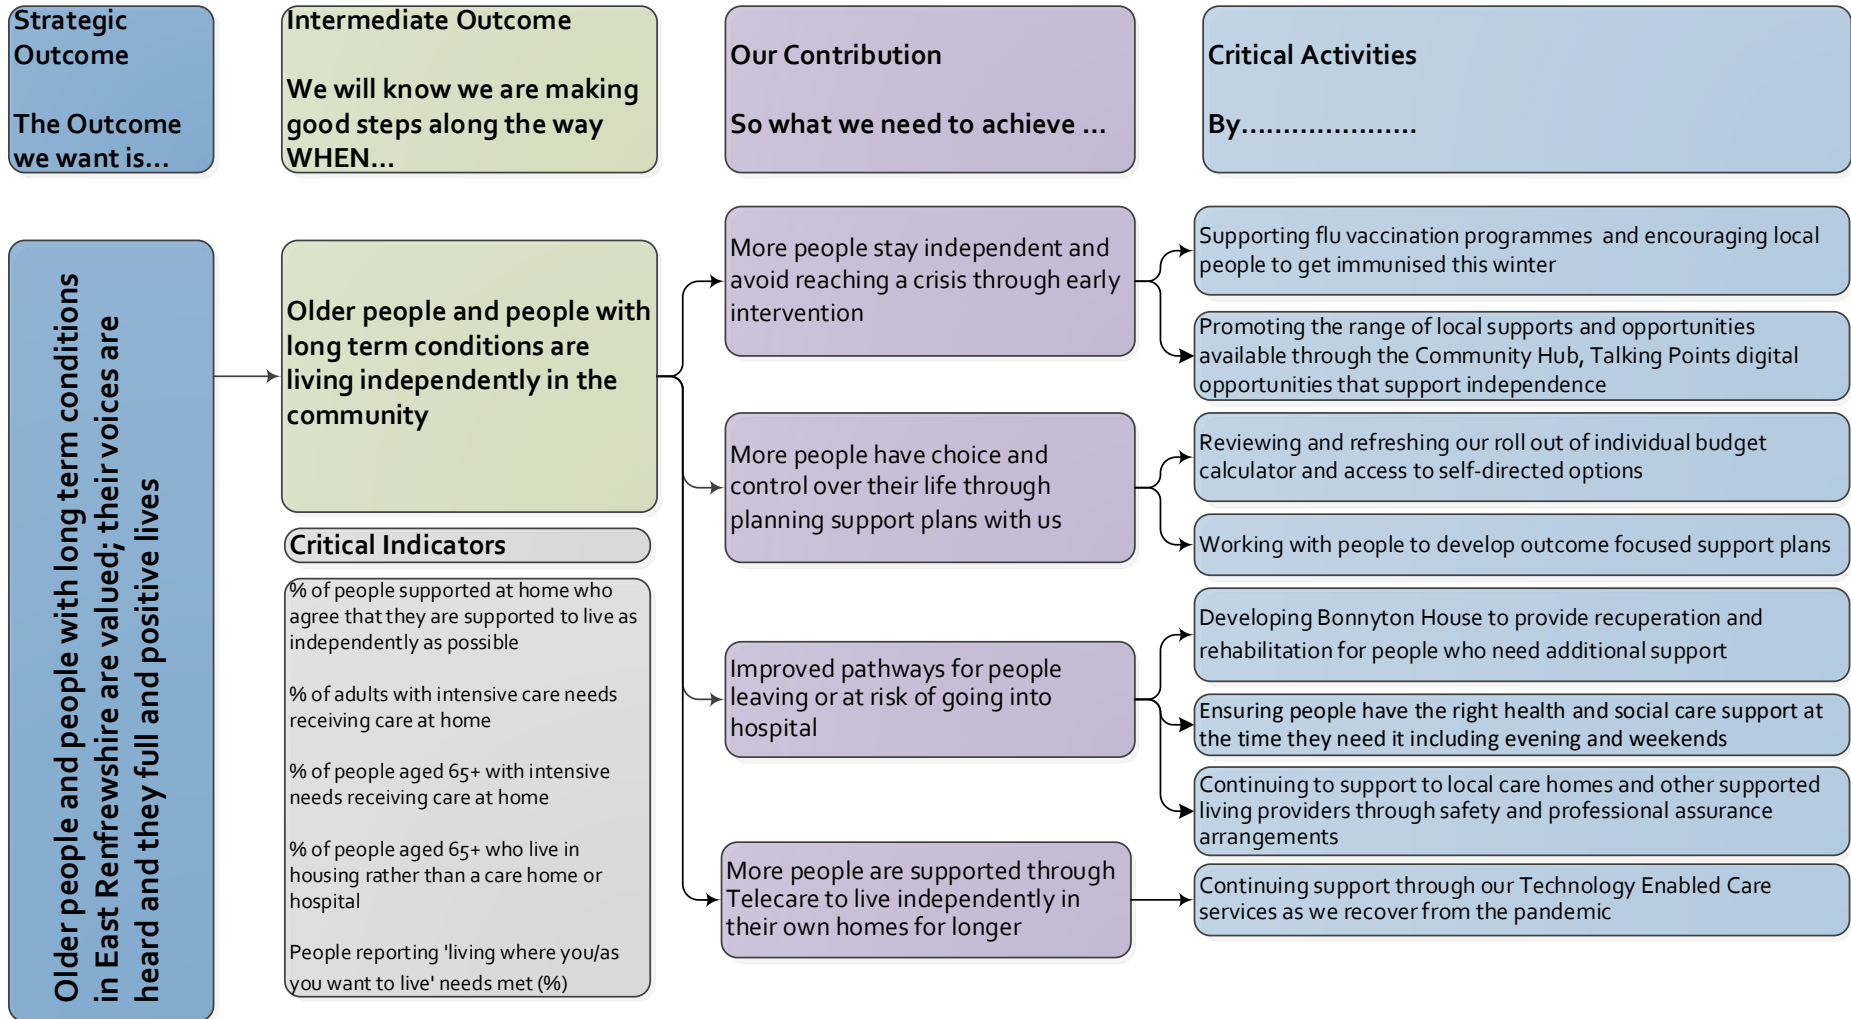 Strategic
Outcome
The Outcome
we want is...
Intermediate Outcome
We will know we are making
good steps along the way
WHEN...
Our Contribution
So what we need to achieve ...
Critical Activities
By.....................
Older people and people with long term conditions
in East Renfrewshire are valued; their voices are
heard and they full and positive lives
Older people and people with
long term conditions are
living independently in the
community
Critical Indicators
% of people supported at home who
agree that they are supported to live as
independently as possible
% of adults with intensive care needs
receiving care at home
% of people aged 65+ with intensive
needs receiving care at home
% of people aged 65+ who live in
housing rather than a care home or
hospital
People reporting 'living where you/as
you want to live' needs met (%)
More people stay independent and
avoid reaching a crisis through early
intervention
Supporting flu vaccination programmes  and encouraging local
people to get immunised this winter
Promoting the range of local supports and opportunities
available through the Community Hub, Talking Points digital
opportunities that support independence
More people have choice and
control over their life through
planning support plans with us
Reviewing and refreshing our roll out of individual budget
calculator and access to self-directed options
Working with people to develop outcome focused support plans
Improved pathways for people
leaving or at risk of going into
hospital
Developing Bonnyton House to provide recuperation and
rehabilitation for people who need additional support
Ensuring people have the right health and social care support at
the time they need it including evening and weekends
Continuing to support to local care homes and other supported
living providers through safety and professional assurance
arrangements
More people are supported through
Telecare to live independently in
their own homes for longer
Continuing support through our Technology Enabled Care
services as we recover from the pandemic